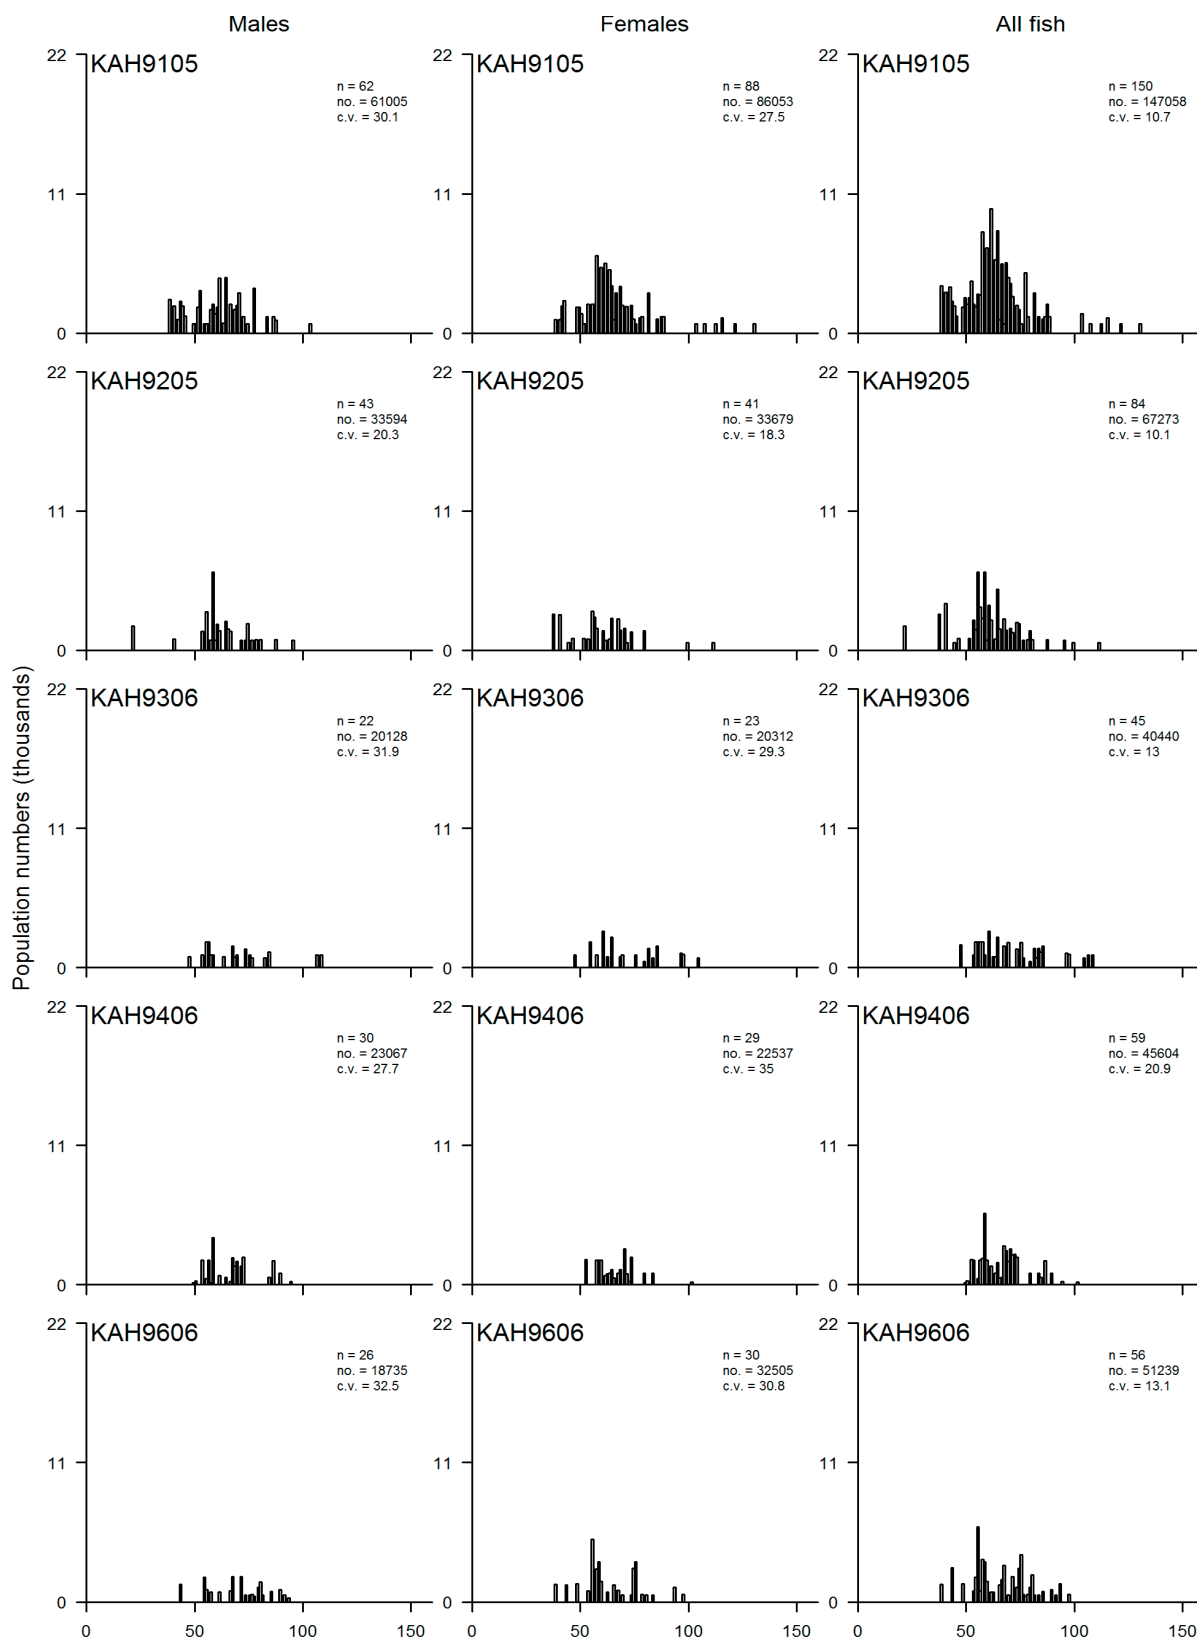 Males Females All fish
Population numbers (thousands)
22 KAH9105 22 KAH9105 22 KAH9105
n = 62 n = 88 n = 150
no. = 61005 no. = 86053 no. = 147058
c.v. = 30.1 c.v. = 27.5 c.v. = 10.7
11 11 11
0 0 0
22 KAH9205 22 KAH9205 22 KAH9205
n = 43 n = 41 n = 84
no. = 33594 no. = 33679 no. = 67273
c.v. = 20.3 c.v. = 18.3 c.v. = 10.1
11 11 11
0 0 0
22 KAH9306 22 KAH9306 22 KAH9306
n = 22 n = 23 n = 45
no. = 20128 no. = 20312 no. = 40440
c.v. = 31.9 c.v. = 29.3 c.v. = 13
11 11 11
0 0 0
22 KAH9406 22 KAH9406 22 KAH9406
n = 30 n = 29 n = 59
no. = 23067 no. = 22537 no. = 45604
c.v. = 27.7 c.v. = 35 c.v. = 20.9
11 11 11
0 0 0
22 KAH9606 22 KAH9606 22 KAH9606
n = 26 n = 30 n = 56
no. = 18735 no. = 32505 no. = 51239
c.v. = 32.5 c.v. = 30.8 c.v. = 13.1
11 11 11
0 0 0
0 50 100 150 0 50 100 150 0 50 100 150